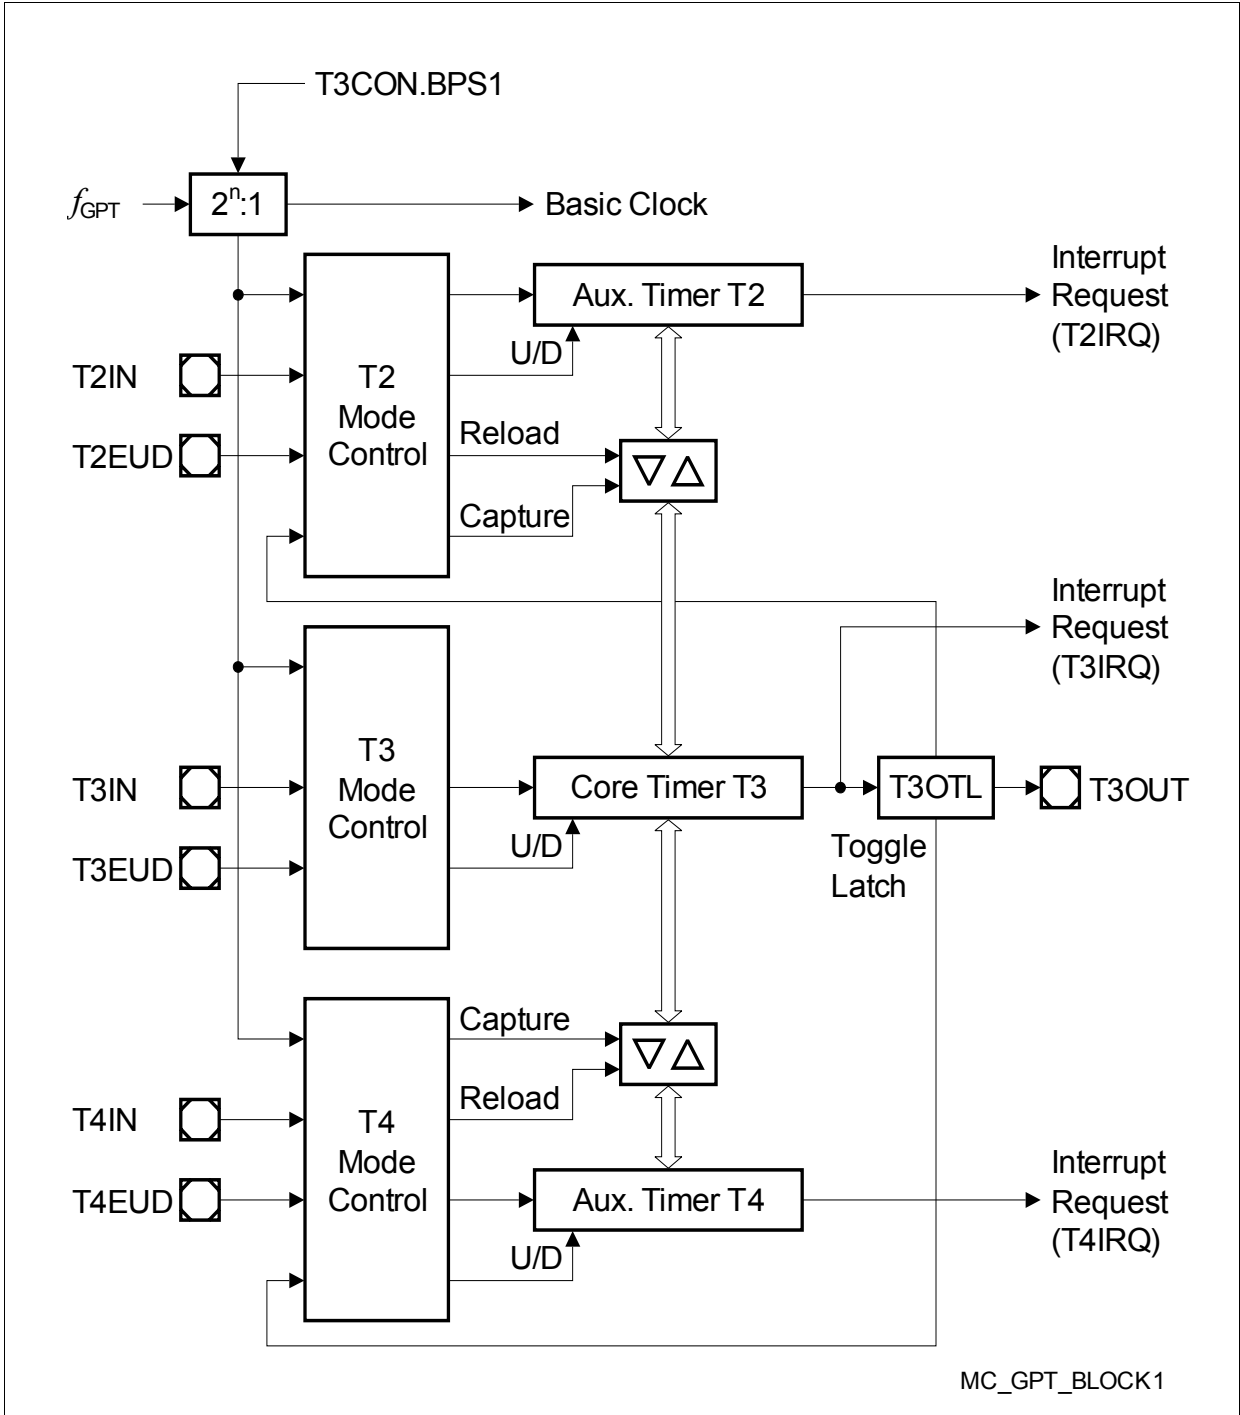 T3CON.BPS1
fGPT
2ⁿ:1
Basic Clock
Interrupt
Request
(T2IRQ)
Aux. Timer T2
U/D
T2IN
T2
Mode
Control
T2EUD
Reload
Capture
Interrupt
Request
(T3IRQ)
T3
Mode
Control
T3IN
Core Timer T3
T3OTL
T3OUT
U/D
Toggle
Latch
T3EUD
Capture
Reload
T4IN
T4
Mode
Control
T4EUD
Aux. Timer T4
Interrupt
Request
(T4IRQ)
U/D
MC_GPT_BLOCK1